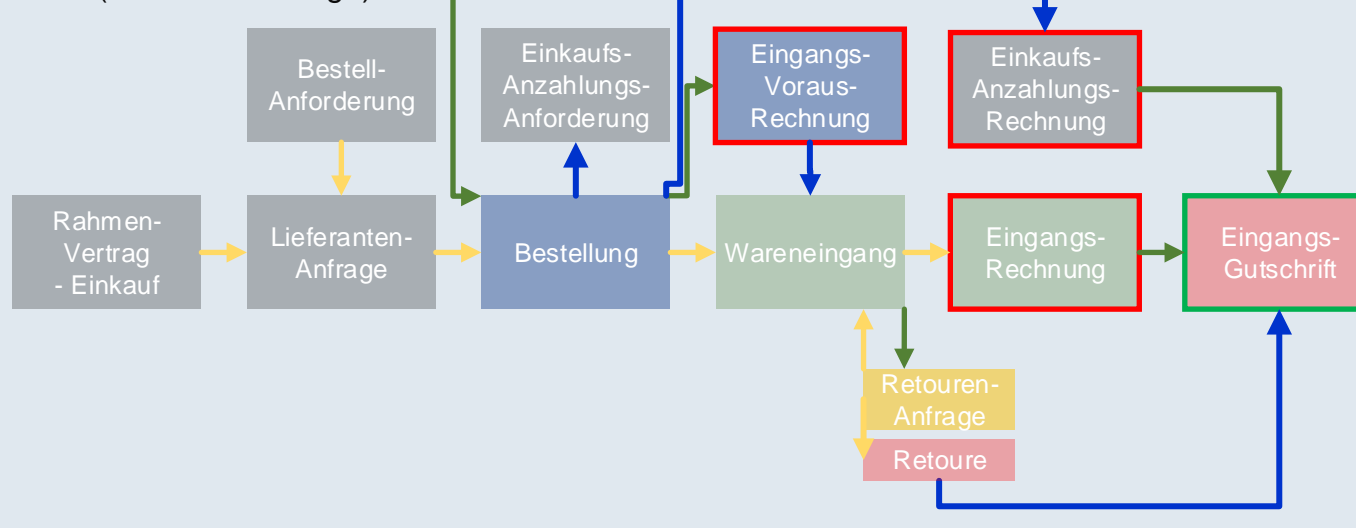 Bestell-
Anforderung
Einkaufs-
Anzahlungs-
Anforderung
Eingangs-
Voraus-
Rechnung
Einkaufs-
Anzahlungs-
Rechnung
Rahmen-
Vertrag
- Einkauf
Lieferanten-
Anfrage
Bestellung
Wareneingang
Eingangs-
Rechnung
Eingangs-
Gutschrift
Retouren-
Anfrage
Retoure